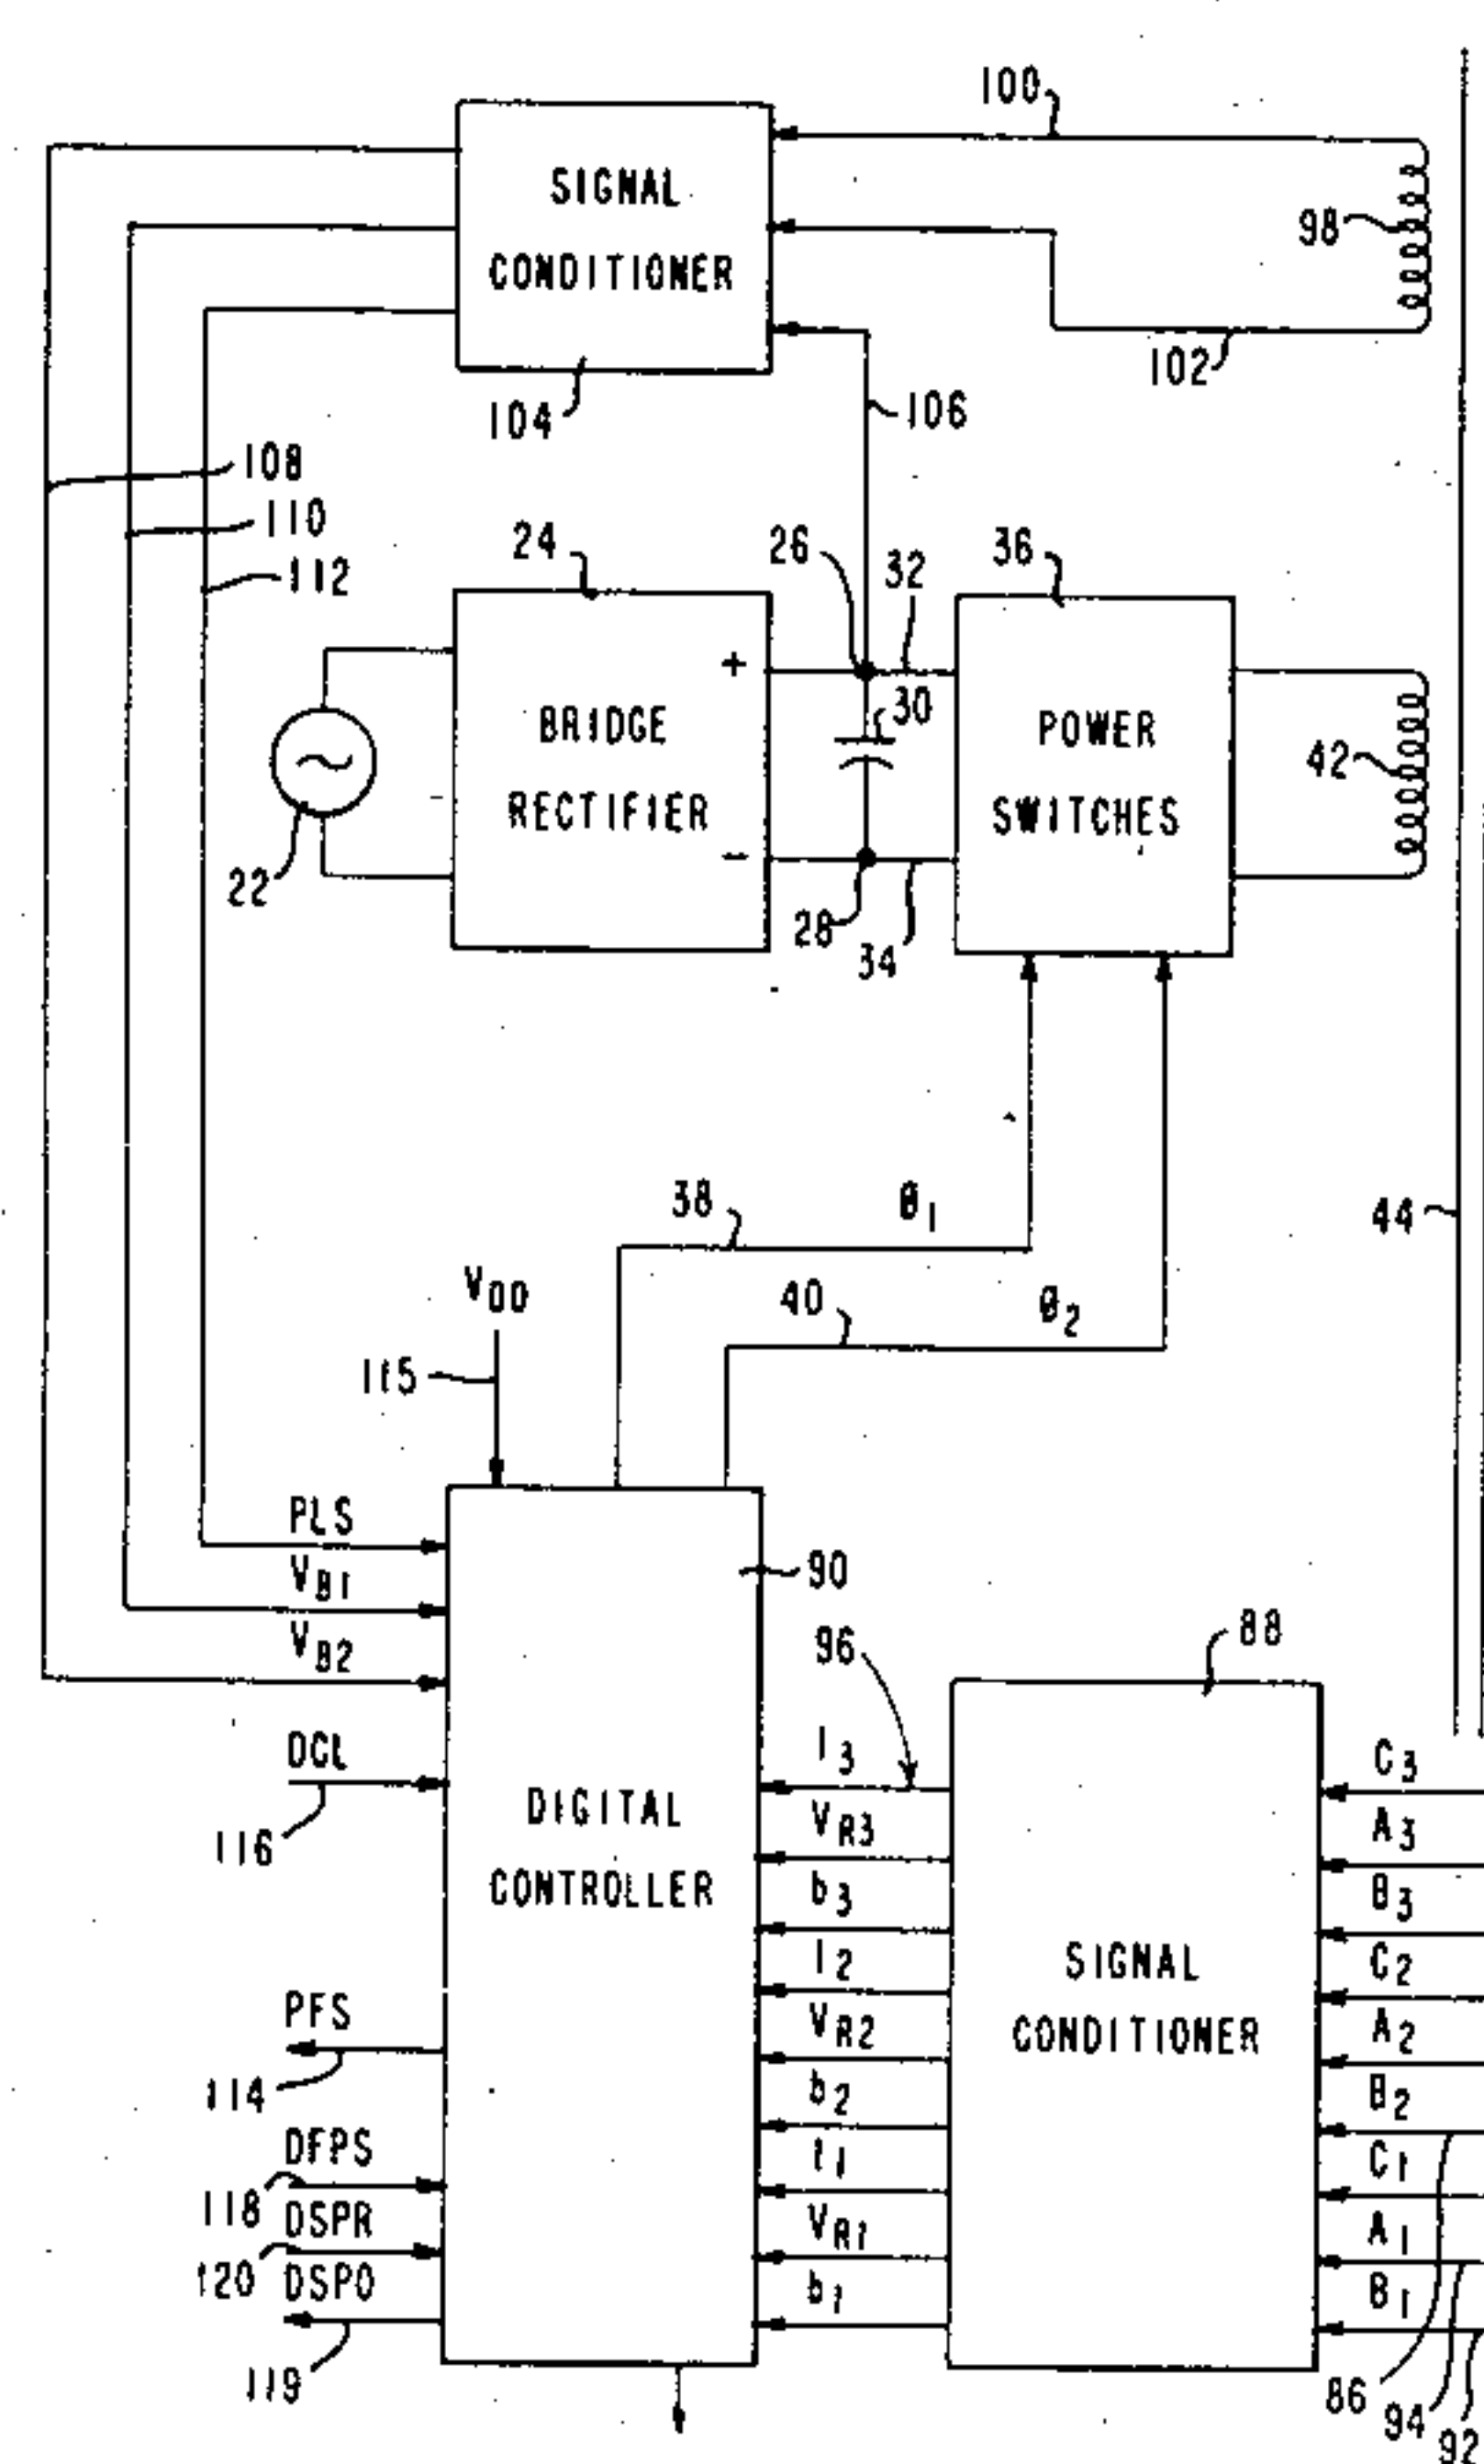 100
SIGNAL
CONDITIONER
98
102
104
106
108
110
112
24
26
32
36
+
30
BRIDGE
RECTIFIER
POWER
SWITCHES
42
22
−
28
34
38
θ1
44
VDD
40
θ2
115
PLS
VB1
VB2
90
88
96
DCL
116
I3
C3
DIGITAL
CONTROLLER
VR3
A3
b3
B3
I2
C2
SIGNAL
CONDITIONER
PFS
114
VR2
A2
b2
B2
DFPS
118
I1
C1
DSPR
120
VR1
A1
DSPO
119
b1
B1
86
94
92